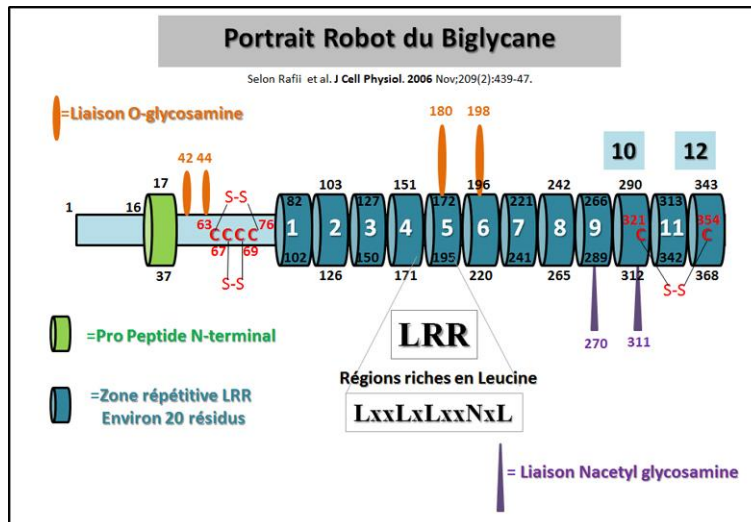 Portrait Robot du Biglycane
Selon Rafii et al. J Cell Physiol. 2006 Nov;209(2):439-47.
=Liaison O-glycosamine
180 198
42 44
10 12
17
103 151 196 242 290 343
1 16 63 S-S 76 82 127 172 221 266 313
CCCC
1 2 3 4 5 6 7 8 9 321 C 11 354 C
67 69 102 150 195 241 289 342
37 126 171 220 265 312 368
S-S S-S
270 311
=Pro Peptide N-terminal
LRR
Régions riches en Leucine
=Zone répétitive LRR
Environ 20 résidus
LxxLxLxxNxL
= Liaison Nacetyl glycosamine